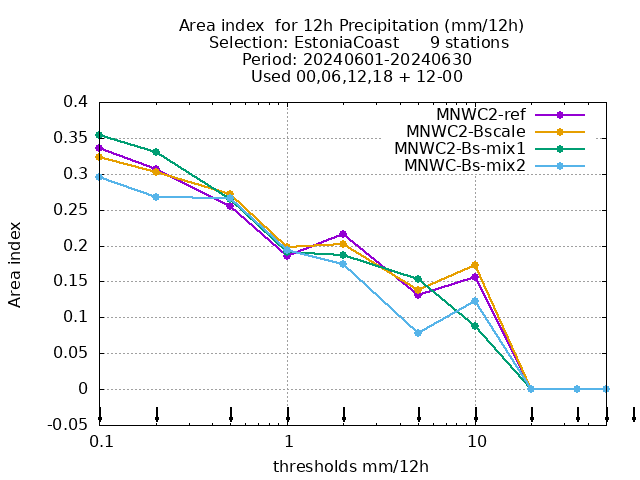 Area index  for 12h Precipitation (mm/12h)
Selection: EstoniaCoast      9 stations
Period: 20240601-20240630
Used 00,06,12,18 + 12-00
MNWC2-ref
MNWC2-Bscale
MNWC2-Bs-mix1
MNWC-Bs-mix2
0.4
0.35
0.3
0.25
0.2
0.15
0.1
0.05
0
-0.05
Area index
0.1 1 10
thresholds mm/12h